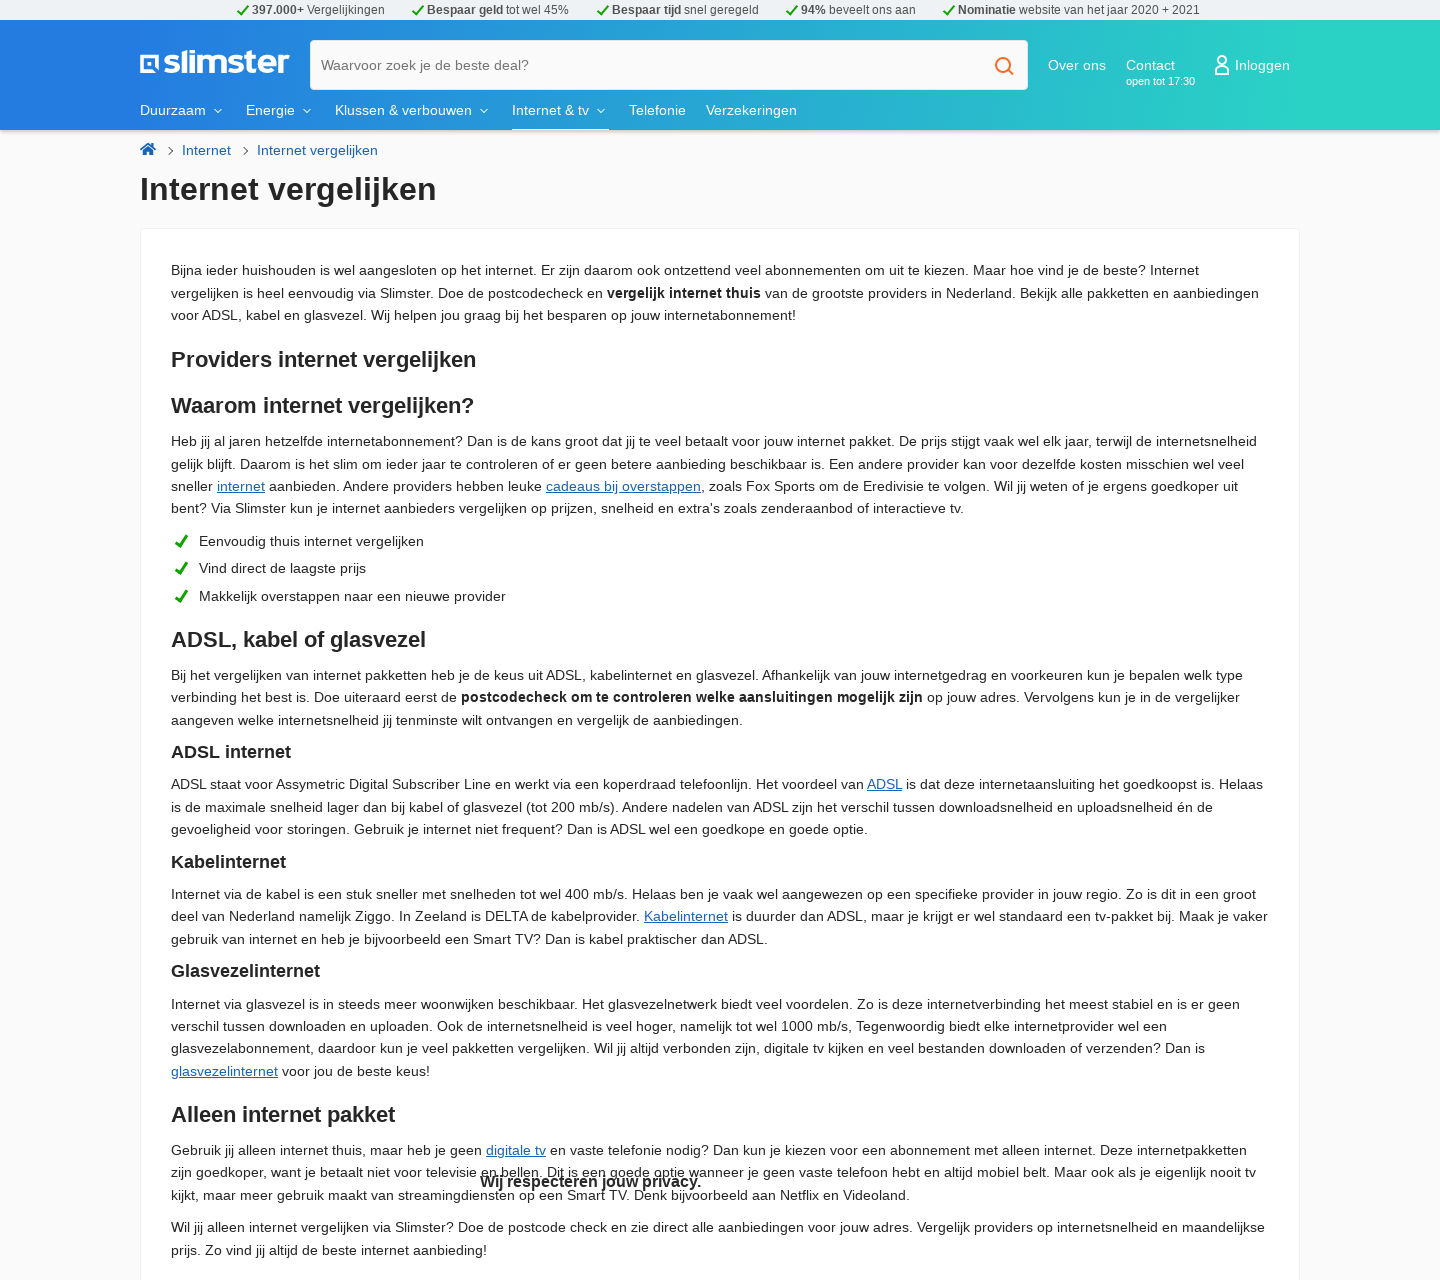 397.000+ Vergelijkingen Bespaar geld tot wel 45% Bespaar tijd snel geregeld 94% beveelt ons aan Nominatie website van het jaar 2020 + 2021
slimster Waarvoor zoek je de beste deal? Over ons Contact Inloggen
open tot 17:30
Duurzaam Energie Klussen & verbouwen Internet & tv Telefonie Verzekeringen
Internet Internet vergelijken
Internet vergelijken
Bijna ieder huishouden is wel aangesloten op het internet. Er zijn daarom ook ontzettend veel abonnementen om uit te kiezen. Maar hoe vind je de beste? Internet
vergelijken is heel eenvoudig via Slimster. Doe de postcodecheck en vergelijk internet thuis van de grootste providers in Nederland. Bekijk alle pakketten en aanbiedingen
voor ADSL, kabel en glasvezel. Wij helpen jou graag bij het besparen op jouw internetabonnement!
Providers internet vergelijken
Waarom internet vergelijken?
Heb jij al jaren hetzelfde internetabonnement? Dan is de kans groot dat jij te veel betaalt voor jouw internet pakket. De prijs stijgt vaak wel elk jaar, terwijl de internetsnelheid
gelijk blijft. Daarom is het slim om ieder jaar te controleren of er geen betere aanbieding beschikbaar is. Een andere provider kan voor dezelfde kosten misschien wel veel
sneller internet aanbieden. Andere providers hebben leuke cadeaus bij overstappen, zoals Fox Sports om de Eredivisie te volgen. Wil jij weten of je ergens goedkoper uit
bent? Via Slimster kun je internet aanbieders vergelijken op prijzen, snelheid en extra's zoals zenderaanbod of interactieve tv.
Eenvoudig thuis internet vergelijken
Vind direct de laagste prijs
Makkelijk overstappen naar een nieuwe provider
ADSL, kabel of glasvezel
Bij het vergelijken van internet pakketten heb je de keus uit ADSL, kabelinternet en glasvezel. Afhankelijk van jouw internetgedrag en voorkeuren kun je bepalen welk type
verbinding het best is. Doe uiteraard eerst de postcodecheck om te controleren welke aansluitingen mogelijk zijn op jouw adres. Vervolgens kun je in de vergelijker
aangeven welke internetsnelheid jij tenminste wilt ontvangen en vergelijk de aanbiedingen.
ADSL internet
ADSL staat voor Assymetric Digital Subscriber Line en werkt via een koperdraad telefoonlijn. Het voordeel van ADSL is dat deze internetaansluiting het goedkoopst is. Helaas
is de maximale snelheid lager dan bij kabel of glasvezel (tot 200 mb/s). Andere nadelen van ADSL zijn het verschil tussen downloadsnelheid en uploadsnelheid én de
gevoeligheid voor storingen. Gebruik je internet niet frequent? Dan is ADSL wel een goedkope en goede optie.
Kabelinternet
Internet via de kabel is een stuk sneller met snelheden tot wel 400 mb/s. Helaas ben je vaak wel aangewezen op een specifieke provider in jouw regio. Zo is dit in een groot
deel van Nederland namelijk Ziggo. In Zeeland is DELTA de kabelprovider. Kabelinternet is duurder dan ADSL, maar je krijgt er wel standaard een tv-pakket bij. Maak je vaker
gebruik van internet en heb je bijvoorbeeld een Smart TV? Dan is kabel praktischer dan ADSL.
Glasvezelinternet
Internet via glasvezel is in steeds meer woonwijken beschikbaar. Het glasvezelnetwerk biedt veel voordelen. Zo is deze internetverbinding het meest stabiel en is er geen
verschil tussen downloaden en uploaden. Ook de internetsnelheid is veel hoger, namelijk tot wel 1000 mb/s, Tegenwoordig biedt elke internetprovider wel een
glasvezelabonnement, daardoor kun je veel pakketten vergelijken. Wil jij altijd verbonden zijn, digitale tv kijken en veel bestanden downloaden of verzenden? Dan is
glasvezelinternet voor jou de beste keus!
Alleen internet pakket
Gebruik jij alleen internet thuis, maar heb je geen digitale tv en vaste telefonie nodig? Dan kun je kiezen voor een abonnement met alleen internet. Deze internetpakketten
zijn goedkoper, want je betaalt niet voor televisie en bellen. Dit is een goede optie wanneer je geen vaste telefoon hebt en altijd mobiel belt. Maar ook als je eigenlijk nooit tv
Wij respecteren jouw privacy.
kijkt, maar meer gebruik maakt van streamingdiensten op een Smart TV. Denk bijvoorbeeld aan Netflix en Videoland.
Wil jij alleen internet vergelijken via Slimster? Doe de postcode check en zie direct alle aanbiedingen voor jouw adres. Vergelijk providers op internetsnelheid en maandelijkse
prijs. Zo vind jij altijd de beste internet aanbieding!